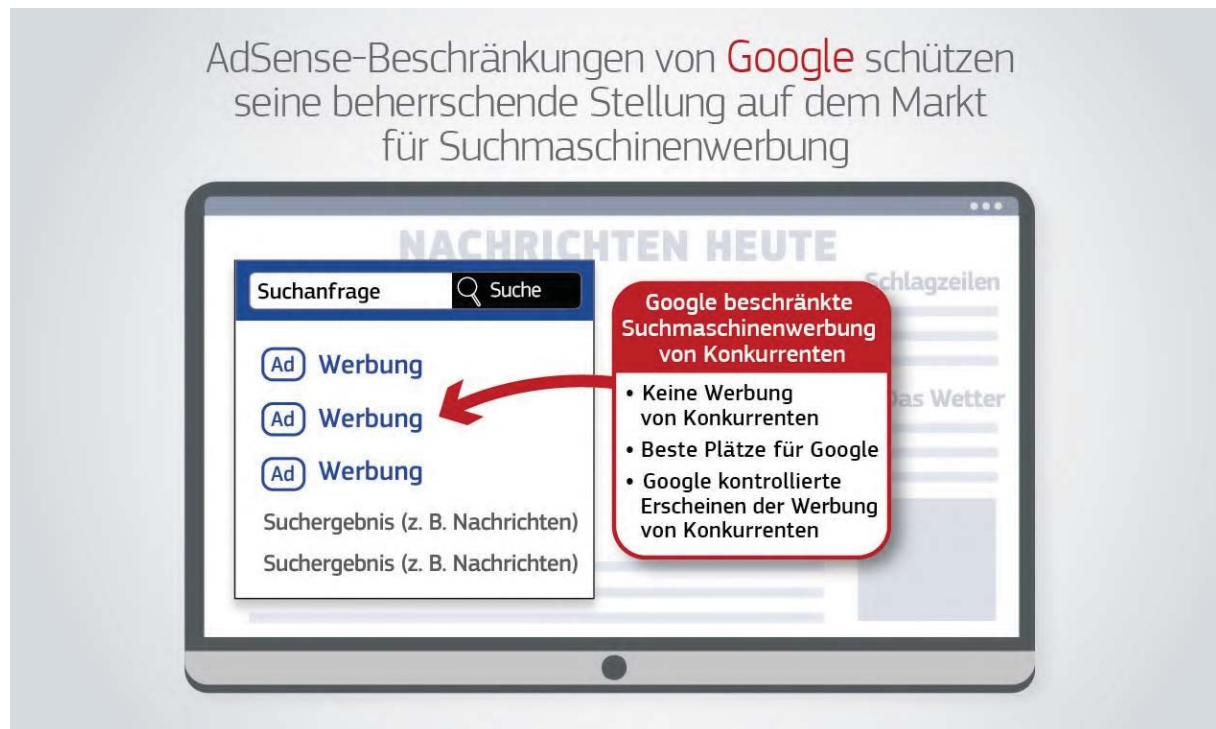 AdSense-Beschränkungen von Google schützen
seine beherrschende Stellung auf dem Markt
für Suchmaschinenwerbung
NACHRICHTEN HEUTE
Suchanfrage
Suche
Ad Werbung
Ad Werbung
Ad Werbung
Suchergebnis (z. B. Nachrichten)
Suchergebnis (z. B. Nachrichten)
Google beschränkte
Suchmaschinenwerbung
von Konkurrenten
• Keine Werbung
von Konkurrenten
• Beste Plätze für Google
• Google kontrollierte
Erscheinen der Werbung
von Konkurrenten
Schlagzeilen
Das Wetter